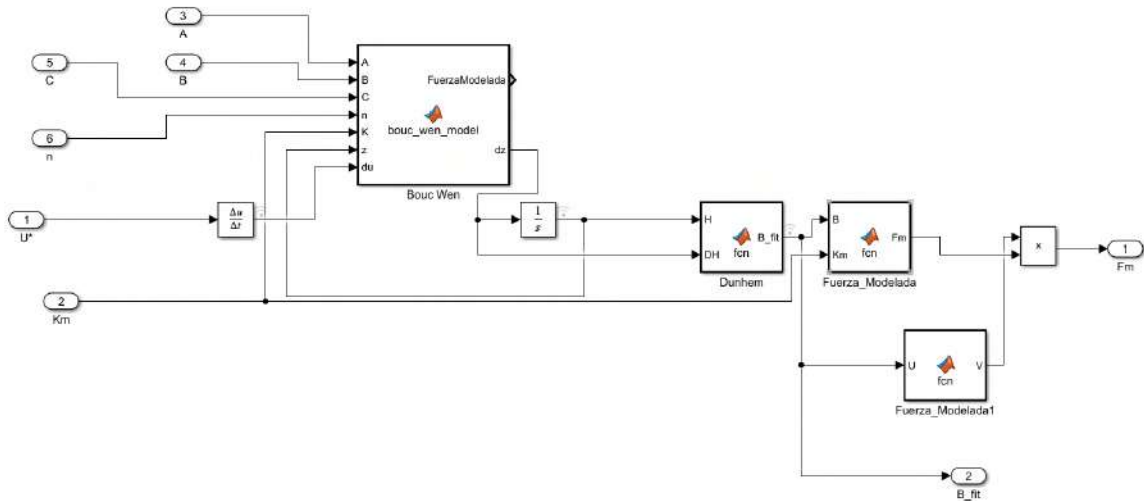 3
A
5
C
4
B
6
n
1
U*
2
Km
A
B
C
n
K
z
du
FuerzaModelada
bouc_wen_model
dz
Bouc Wen
Δu
Δt
1
s
H
DH
B_fit
fcn
Dunhem
B
Km
Fm
fcn
Fuerza_Modelada
U
V
fcn
Fuerza_Modelada1
×
1
Fm
2
B_fit